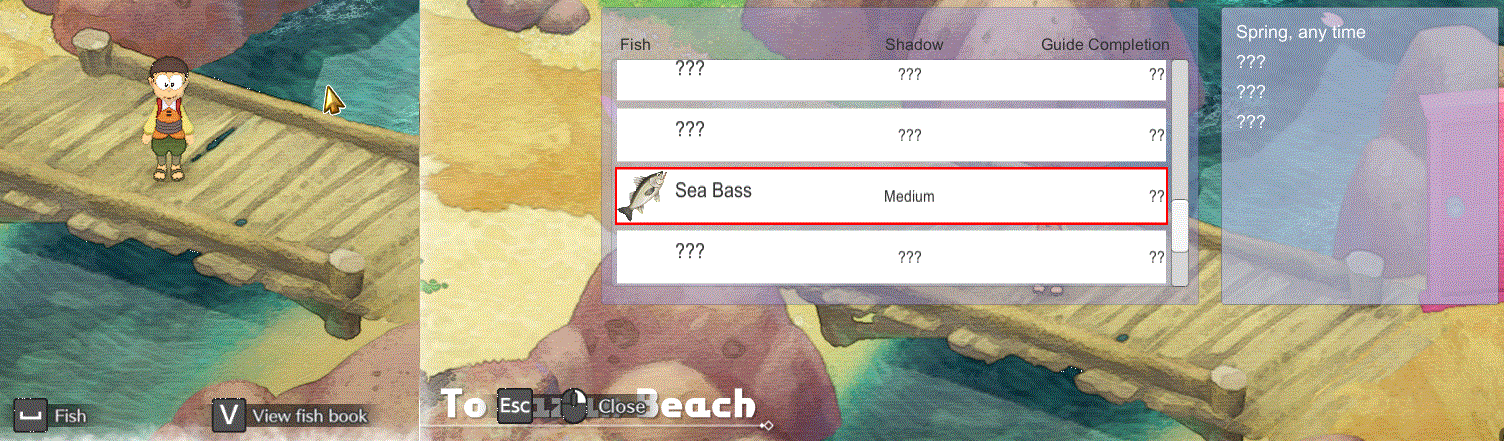 Fish
Shadow
Guide Completion
???
???
??
???
???
??
Sea Bass
Medium
??
???
???
??
Spring, any time
???
???
???
Fish
V
View fish book
To Beach
Esc
Close